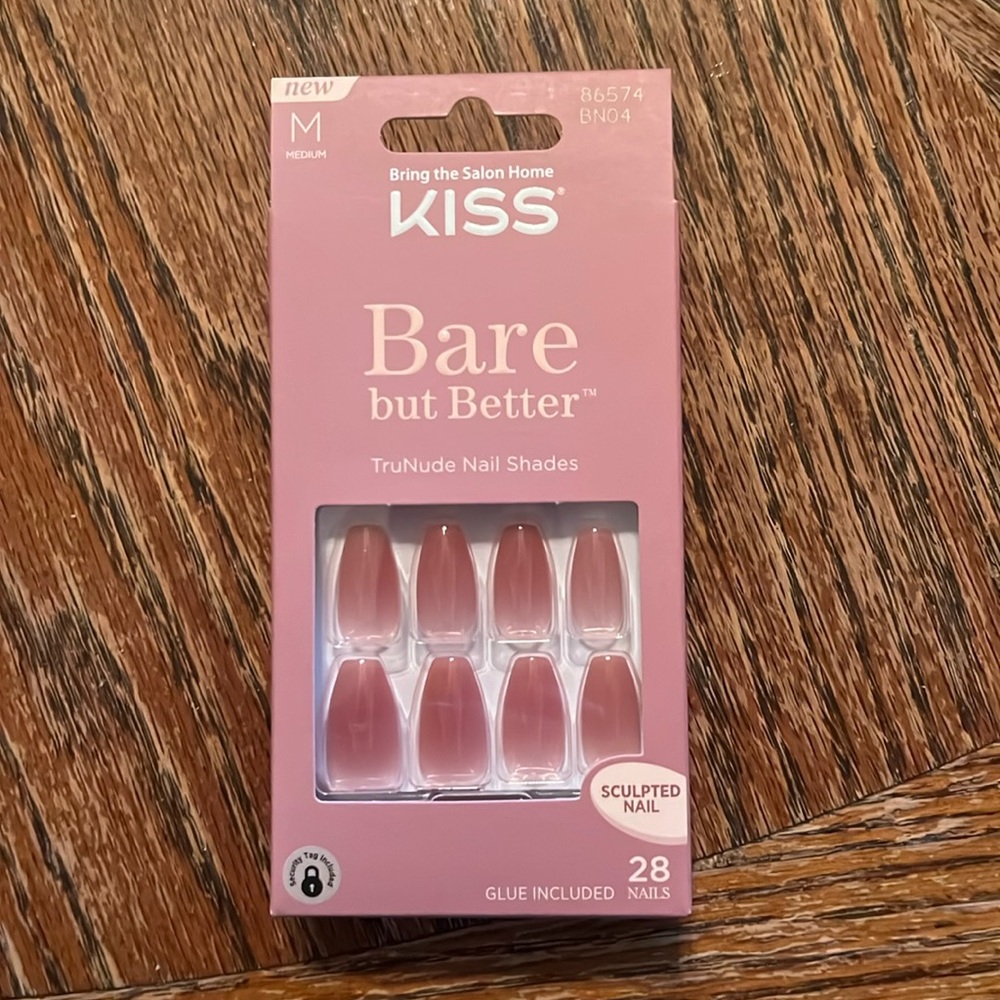 new
M
MEDIUM
86574
BN04
Bring the Salon Home
KISS®
Bare
but Better™
TruNude Nail Shades
SCULPTED
NAIL
Security Tag Included
28
GLUE INCLUDED NAILS